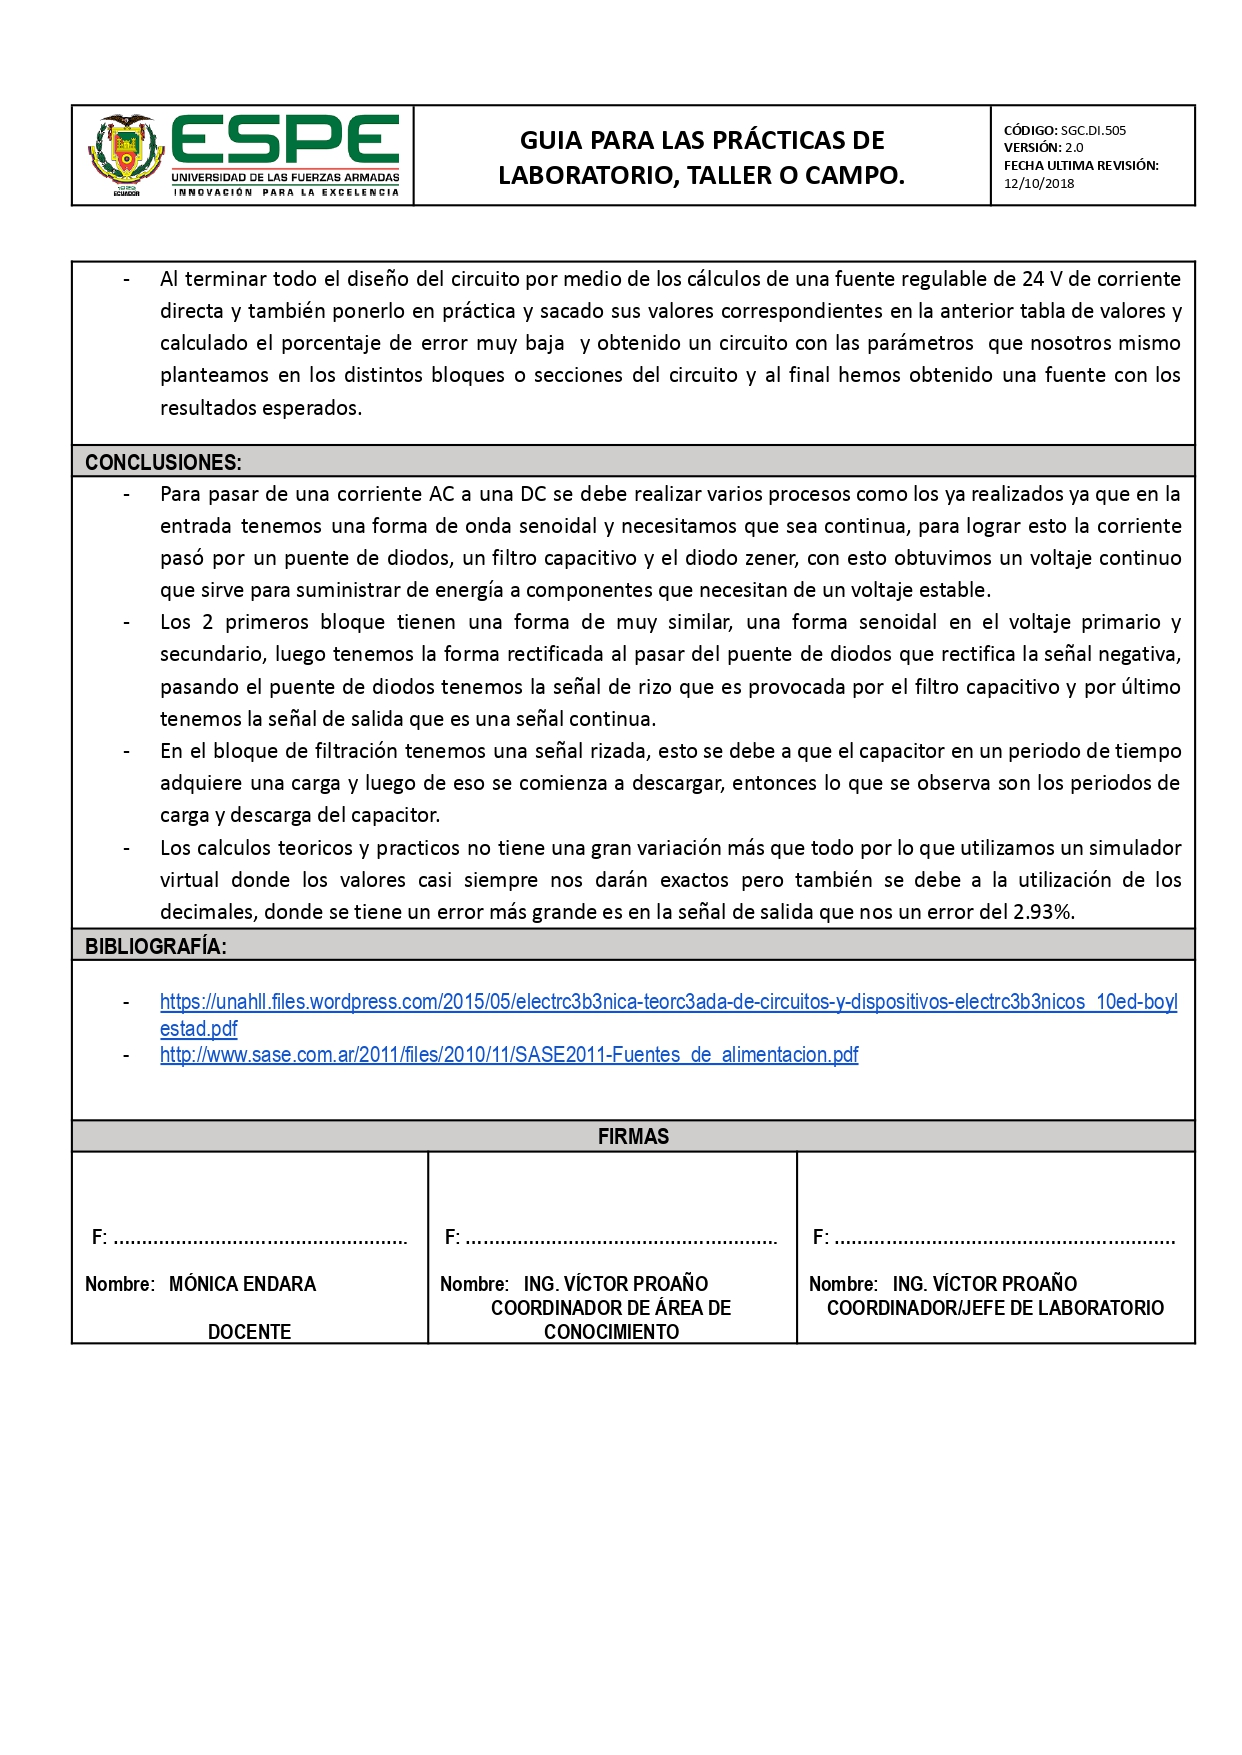 ESPE
UNIVERSIDAD DE LAS FUERZAS ARMADAS
INNOVACIÓN PARA LA EXCELENCIA
ECUADOR
GUIA PARA LAS PRÁCTICAS DE
LABORATORIO, TALLER O CAMPO.
CÓDIGO: SGC.DI.505
VERSIÓN: 2.0
FECHA ULTIMA REVISIÓN:
12/10/2018
- Al terminar todo el diseño del circuito por medio de los cálculos de una fuente regulable de 24 V de corriente
directa y también ponerlo en práctica y sacado sus valores correspondientes en la anterior tabla de valores y
calculado el porcentaje de error muy baja y obtenido un circuito con las parámetros que nosotros mismo
planteamos en los distintos bloques o secciones del circuito y al final hemos obtenido una fuente con los
resultados esperados.
CONCLUSIONES:
- Para pasar de una corriente AC a una DC se debe realizar varios procesos como los ya realizados ya que en la
entrada tenemos una forma de onda senoidal y necesitamos que sea continua, para lograr esto la corriente
pasó por un puente de diodos, un filtro capacitivo y el diodo zener, con esto obtuvimos un voltaje continuo
que sirve para suministrar de energía a componentes que necesitan de un voltaje estable.
- Los 2 primeros bloque tienen una forma de muy similar, una forma senoidal en el voltaje primario y
secundario, luego tenemos la forma rectificada al pasar del puente de diodos que rectifica la señal negativa,
pasando el puente de diodos tenemos la señal de rizo que es provocada por el filtro capacitivo y por último
tenemos la señal de salida que es una señal continua.
- En el bloque de filtración tenemos una señal rizada, esto se debe a que el capacitor en un periodo de tiempo
adquiere una carga y luego de eso se comienza a descargar, entonces lo que se observa son los periodos de
carga y descarga del capacitor.
- Los calculos teoricos y practicos no tiene una gran variación más que todo por lo que utilizamos un simulador
virtual donde los valores casi siempre nos darán exactos pero también se debe a la utilización de los
decimales, donde se tiene un error más grande es en la señal de salida que nos un error del 2.93%.
BIBLIOGRAFÍA:
- https://unahll.files.wordpress.com/2015/05/electrc3b3nica-teorc3ada-de-circuitos-y-dispositivos-electrc3b3nicos_10ed-boyl
estad.pdf
- http://www.sase.com.ar/2011/files/2010/11/SASE2011-Fuentes_de_alimentacion.pdf
FIRMAS
F: ....................................................
Nombre: MÓNICA ENDARA
DOCENTE
F: .......................................................
Nombre: ING. VÍCTOR PROAÑO
COORDINADOR DE ÁREA DE
CONOCIMIENTO
F: ............................................................
Nombre: ING. VÍCTOR PROAÑO
COORDINADOR/JEFE DE LABORATORIO